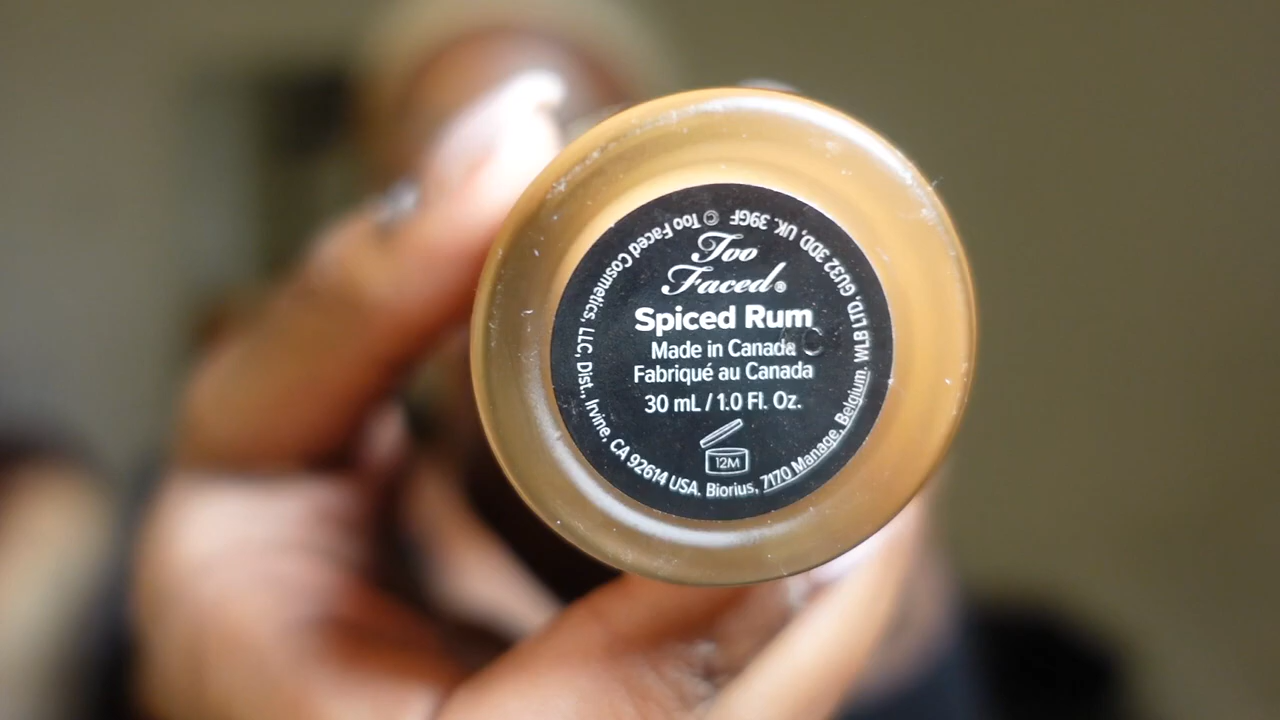 Too
Faced®
Spiced Rum
Made in Canada
Fabriqué au Canada
30 mL / 1.0 Fl. Oz.
12M
© Too Faced Cosmetics, LLC, Dist., Irvine, CA 92614 USA. Biorius, 7170 Manage, Belgium. WLB LTD, GU32 3DD, UK. 39GF